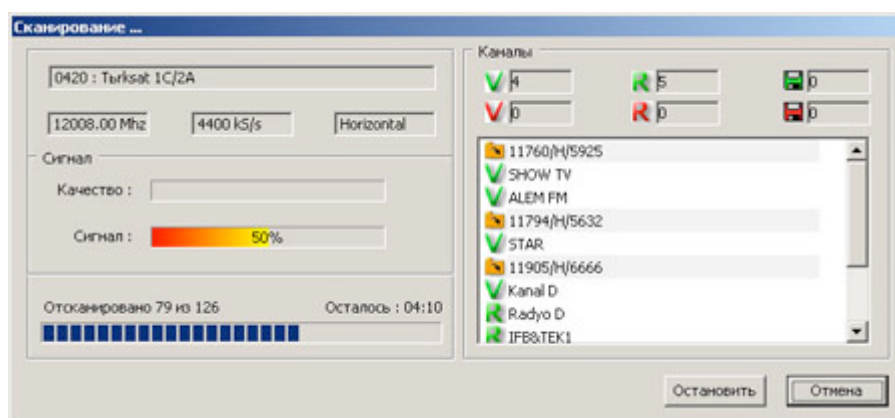 Сканирование ...
0420 : Tьrksat 1C/2A
12008.00 Mhz
4400 kS/s
Horizontal
Сигнал
Качество :
Сигнал :
50%
Отсканировано 79 из 126
Осталось : 04:10
Каналы
V 4
R 5
0
V 0
R 0
0
11760/H/5925
V SHOW TV
V ALEM FM
11794/H/5632
V STAR
11905/H/6666
V Kanal D
R Radyo D
R IFB&TEK1
Остановить
Отмена